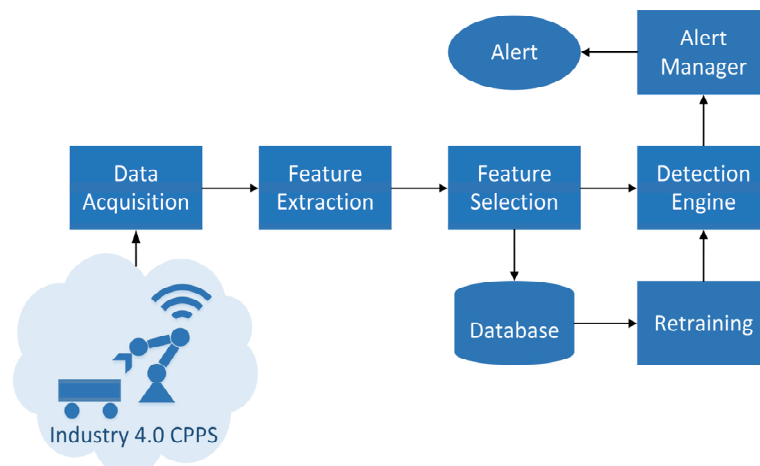 Alert
Alert
Manager
Data
Acquisition
Feature
Extraction
Feature
Selection
Detection
Engine
Database
Retraining
Industry 4.0 CPPS